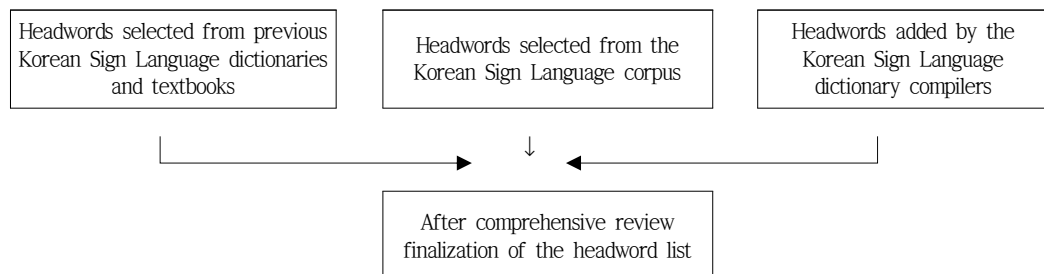 Headwords selected from previous
Korean Sign Language dictionaries
and textbooks
Headwords selected from the
Korean Sign Language corpus
Headwords added by the
Korean Sign Language
dictionary compilers
↓
After comprehensive review
finalization of the headword list